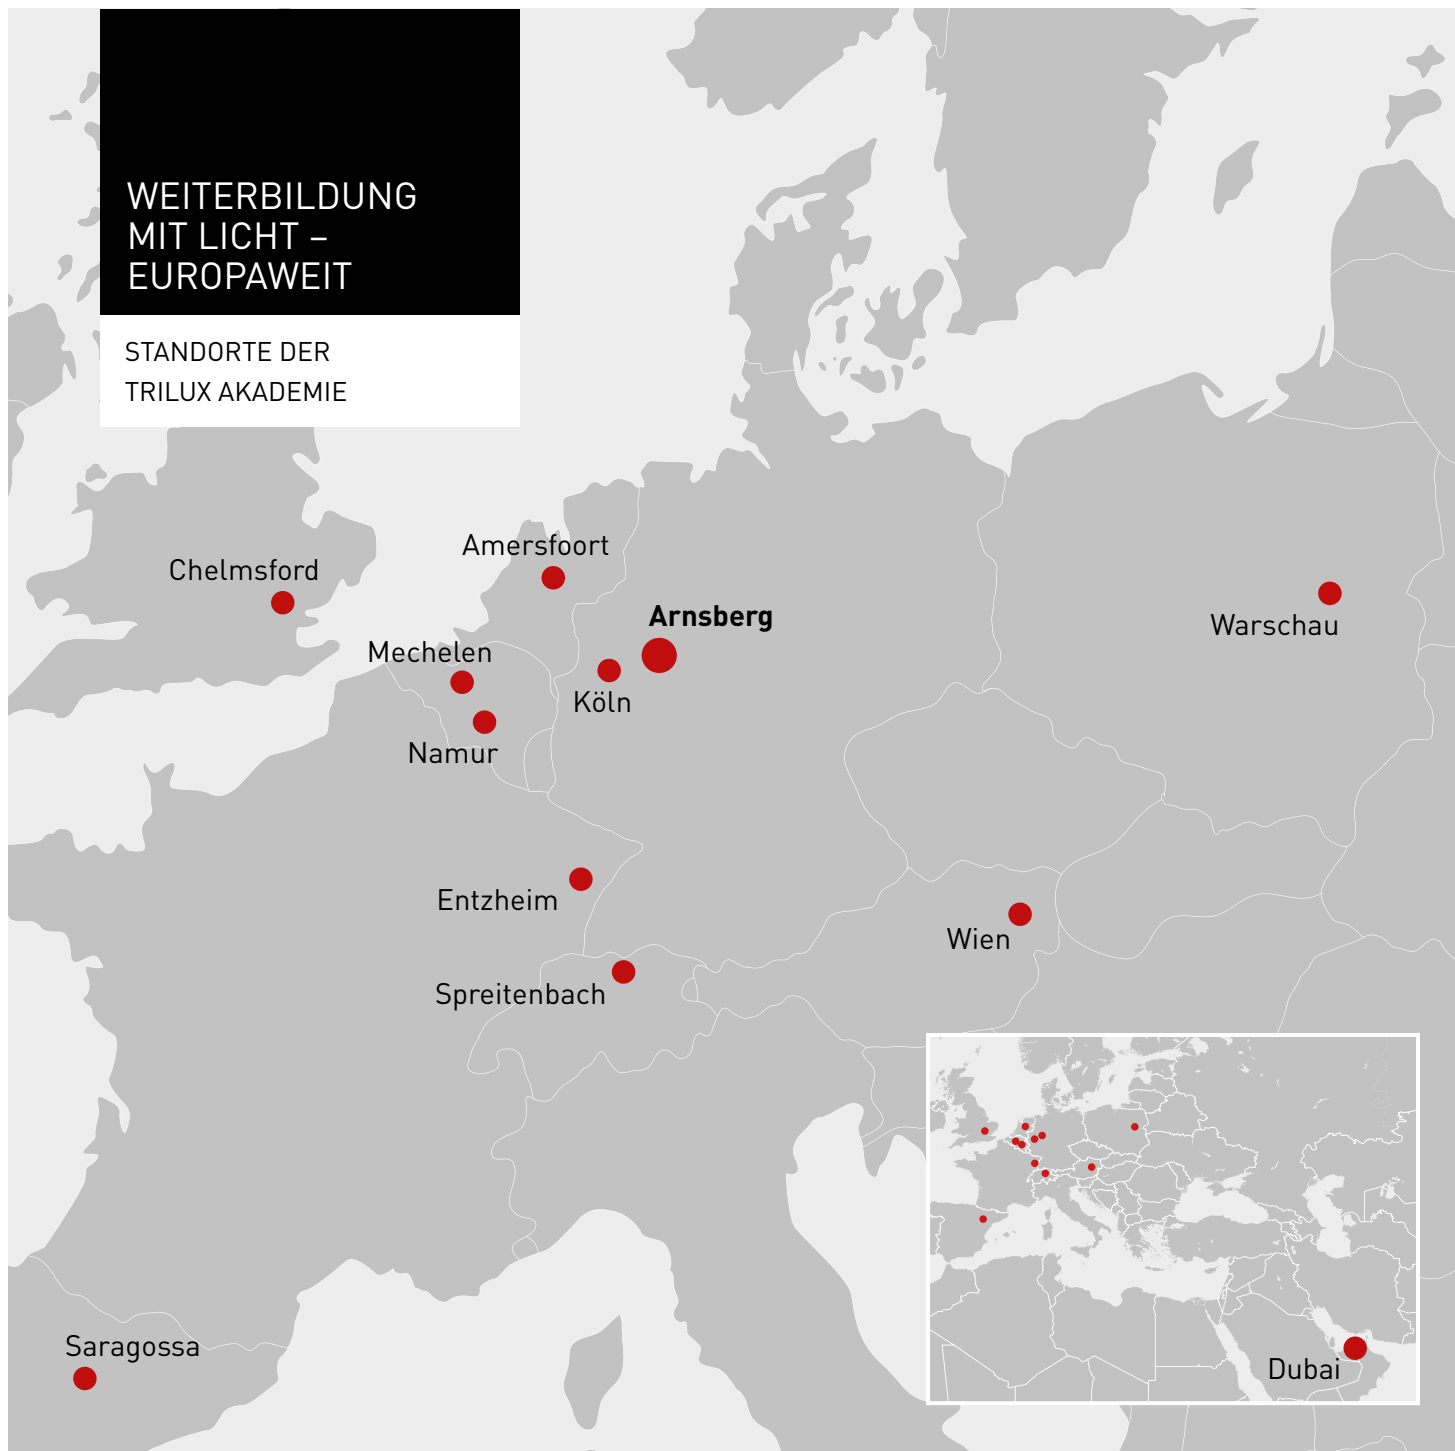 WEITERBILDUNG
MIT LICHT –
EUROPAWEIT
STANDORTE DER
TRILUX AKADEMIE
Amersfoort
Chelmsford
Arnsberg
Warschau
Mechelen
Köln
Namur
Entzheim
Wien
Spreitenbach
Saragossa
Dubai